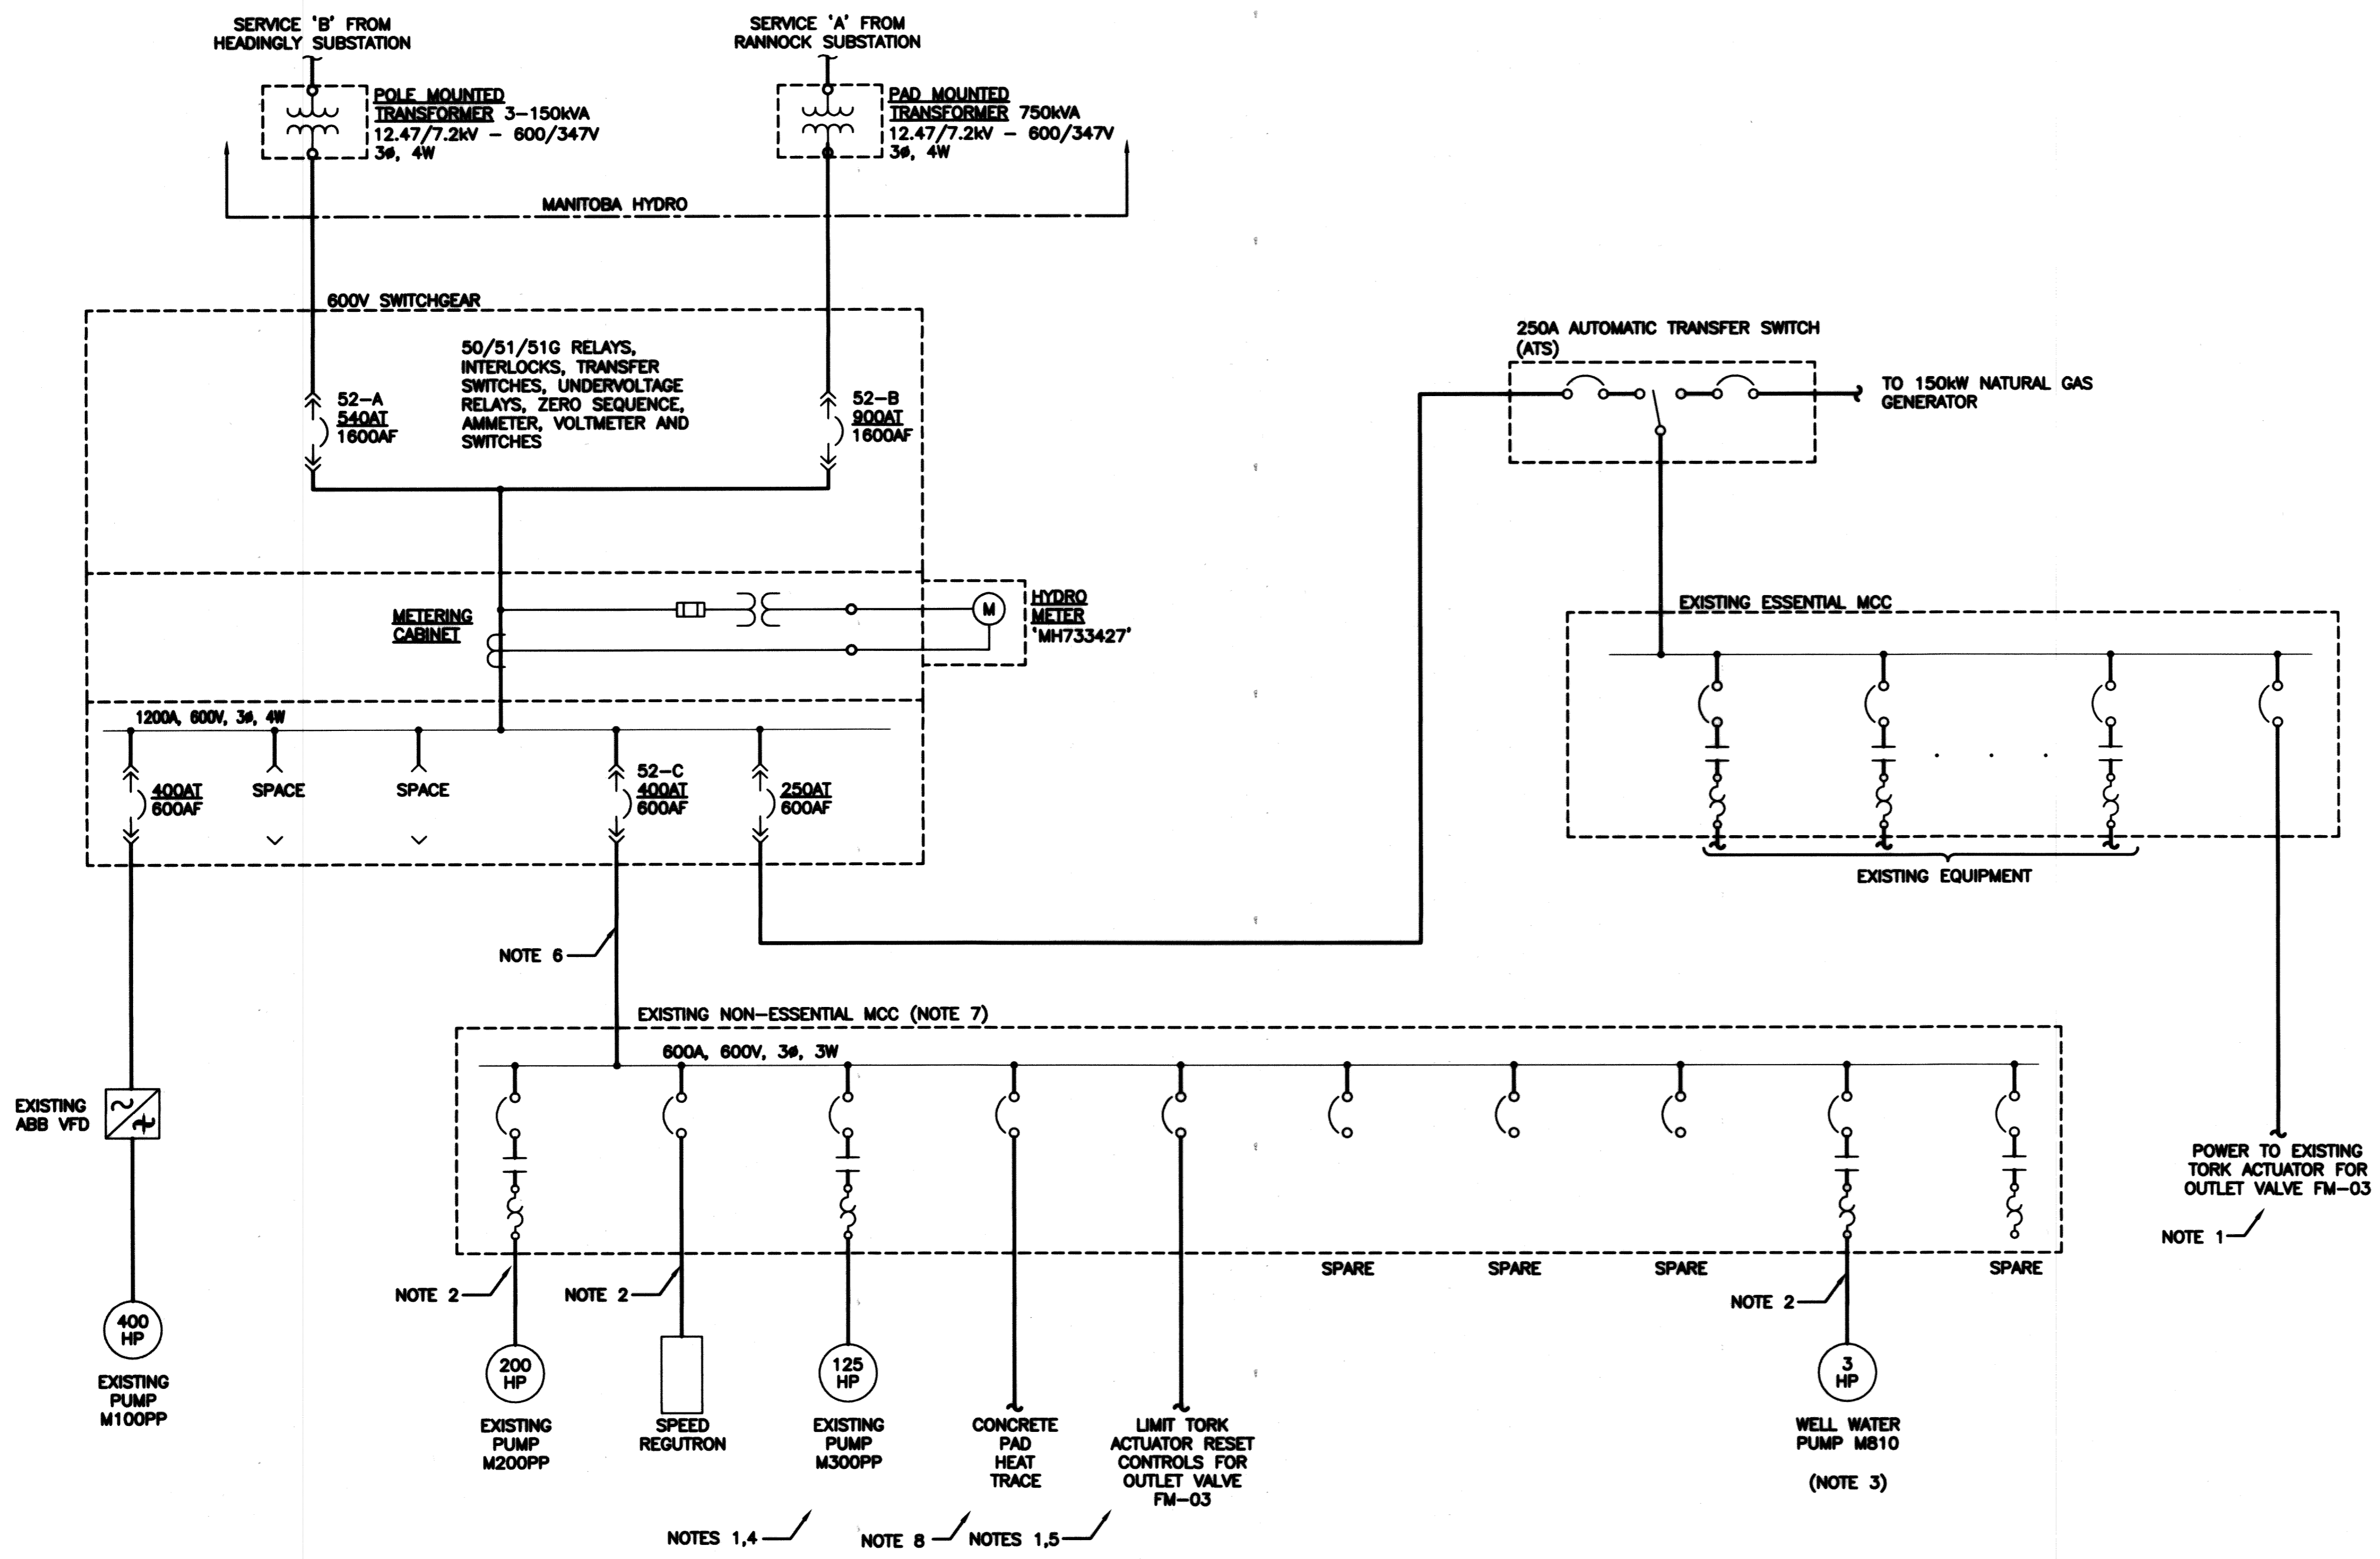 SERVICE 'B' FROM
HEADINGLY SUBSTATION
SERVICE 'A' FROM
RANNOCK SUBSTATION
POLE MOUNTED
TRANSFORMER 3-150kVA
12.47/7.2kV - 600/347V
3ø, 4W
PAD MOUNTED
TRANSFORMER 750kVA
12.47/7.2kV - 600/347V
3ø, 4W
MANITOBA HYDRO
600V SWITCHGEAR
50/51/51G RELAYS,
INTERLOCKS, TRANSFER
SWITCHES, UNDERVOLTAGE
RELAYS, ZERO SEQUENCE,
AMMETER, VOLTMETER AND
SWITCHES
52-A
540AT
1600AF
52-B
900AT
1600AF
250A AUTOMATIC TRANSFER SWITCH
(ATS)
TO 150kW NATURAL GAS
GENERATOR
METERING
CABINET
M
HYDRO
METER
'MH733427'
EXISTING ESSENTIAL MCC
1200A, 600V, 3ø, 4W
400AT
600AF
SPACE
SPACE
52-C
400AT
600AF
250AT
600AF
EXISTING EQUIPMENT
NOTE 6
EXISTING NON-ESSENTIAL MCC (NOTE 7)
600A, 600V, 3ø, 3W
EXISTING
ABB VFD
POWER TO EXISTING
TORK ACTUATOR FOR
OUTLET VALVE FM-03
NOTE 1
SPARE
SPARE
SPARE
SPARE
NOTE 2
NOTE 2
NOTE 2
400
HP
EXISTING
PUMP
M100PP
200
HP
EXISTING
PUMP
M200PP
SPEED
REGUTRON
125
HP
EXISTING
PUMP
M300PP
CONCRETE
PAD
HEAT
TRACE
LIMIT TORK
ACTUATOR RESET
CONTROLS FOR
OUTLET VALVE
FM-03
3
HP
WELL WATER
PUMP M810
(NOTE 3)
NOTES 1,4
NOTE 8
NOTES 1,5